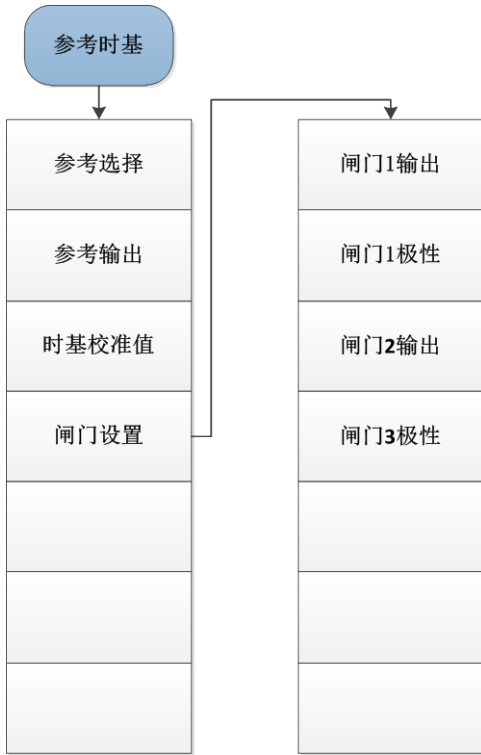 参考时基
参考选择
参考输出
时基校准值
闸门设置
闸门1输出
闸门1极性
闸门2输出
闸门3极性